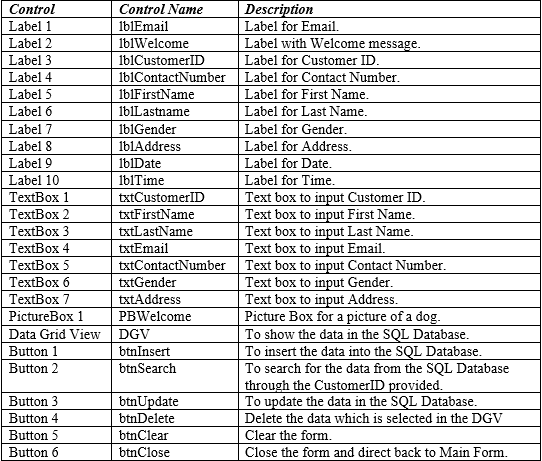 Control Control Name Description
Label 1 lblEmail Label for Email.
Label 2 lblWelcome Label with Welcome message.
Label 3 lblCustomerID Label for Customer ID.
Label 4 lblContactNumber Label for Contact Number.
Label 5 lblFirstName Label for First Name.
Label 6 lblLastname Label for Last Name.
Label 7 lblGender Label for Gender.
Label 8 lblAddress Label for Address.
Label 9 lblDate Label for Date.
Label 10 lblTime Label for Time.
TextBox 1 txtCustomerID Text box to input Customer ID.
TextBox 2 txtFirstName Text box to input First Name.
TextBox 3 txtLastName Text box to input Last Name.
TextBox 4 txtEmail Text box to input Email.
TextBox 5 txtContactNumber Text box to input Contact Number.
TextBox 6 txtGender Text box to input Gender.
TextBox 7 txtAddress Text box to input Address.
PictureBox 1 PBWelcome Picture Box for a picture of a dog.
Data Grid View DGV To show the data in the SQL Database.
Button 1 btnInsert To insert the data into the SQL Database.
Button 2 btnSearch To search for the data from the SQL Database
through the CustomerID provided.
Button 3 btnUpdate To update the data in the SQL Database.
Button 4 btnDelete Delete the data which is selected in the DGV
Button 5 btnClear Clear the form.
Button 6 btnClose Close the form and direct back to Main Form.